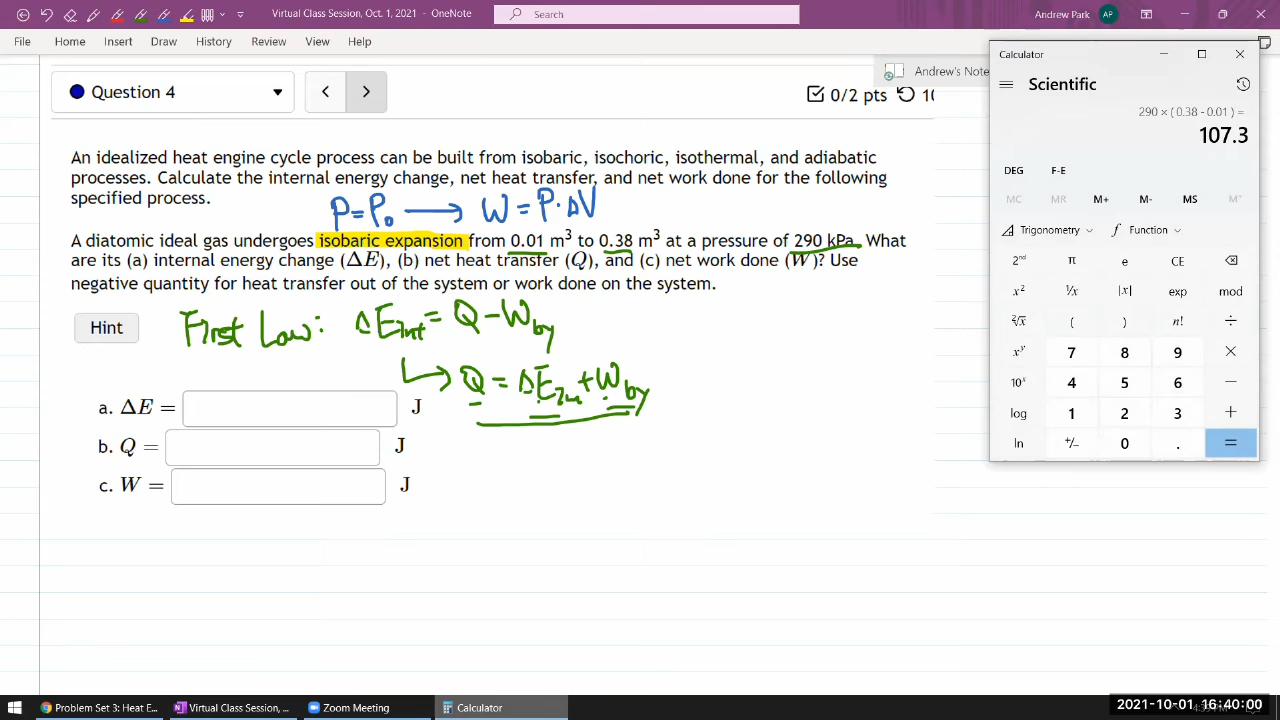 Virtual Class Session, Oct. 1, 2021 - OneNote
Search
Andrew Park
AP
File Home Insert Draw History Review View Help
Andrew's Note
Question 4
0/2 pts
An idealized heat engine cycle process can be built from isobaric, isochoric, isothermal, and adiabatic
processes. Calculate the internal energy change, net heat transfer, and net work done for the following
specified process.
P=P₀ → W = P·ΔV
A diatomic ideal gas undergoes isobaric expansion from 0.01 m³ to 0.38 m³ at a pressure of 290 kPa. What
are its (a) internal energy change (ΔE), (b) net heat transfer (Q), and (c) net work done (W)? Use
negative quantity for heat transfer out of the system or work done on the system.
Hint
First Law: ΔE_int = Q - W_by
↳ Q = ΔE_Int + W_by
a. ΔE = J
b. Q = J
c. W = J
Calculator
Scientific
290 × ( 0.38 - 0.01 ) =
107.3
DEG F-E
MC MR M+ M- MS M˅
Trigonometry f Function
2ⁿᵈ π e CE
x² ¹/x |x| exp mod
²√x ( ) n! ÷
xʸ 7 8 9 ×
10ˣ 4 5 6 −
log 1 2 3 +
ln +/− 0 . =
Problem Set 3: Heat E...
Virtual Class Session,...
Zoom Meeting
Calculator
2021-10-01 16:40:00